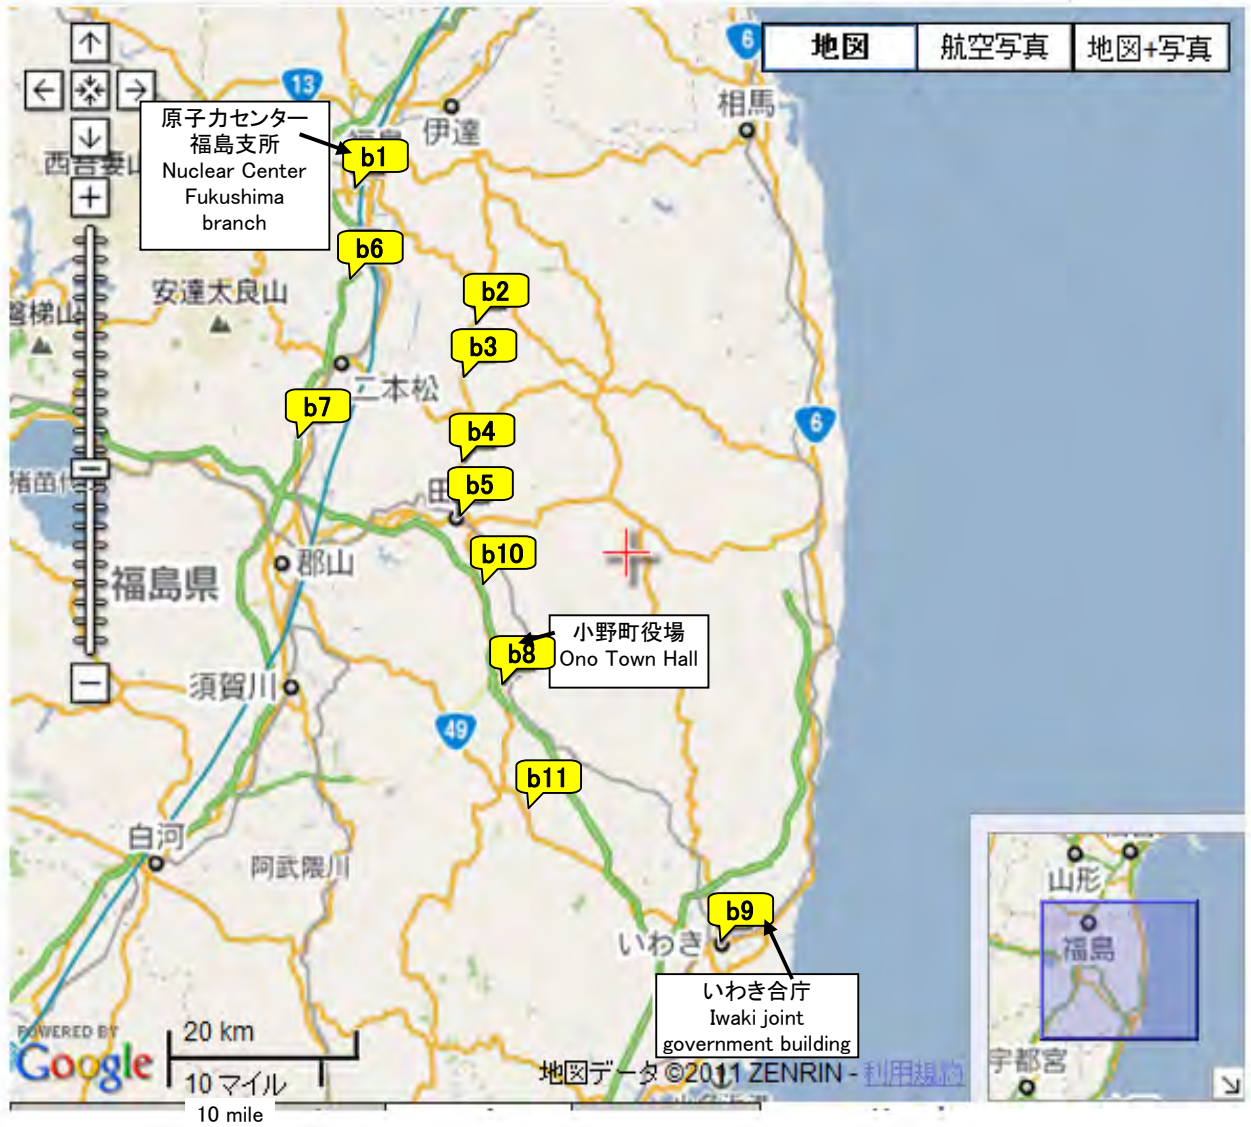 6
地図
航空写真
地図+写真
13
相馬
伊達
原子力センター
福島支所
Nuclear Center
Fukushima
branch
b1
b6
安達太良山
b2
磐梯山
b3
二本松
b7
6
b4
b5
猪苗代
b10
郡山
福島県
小野町役場
Ono Town Hall
b8
須賀川
49
b11
白河
阿武隈川
山形
b9
いわき
福島
いわき合庁
Iwaki joint
government building
POWERED BY
Google
20 km
10 マイル
10 mile
地図データ ©2011 ZENRIN - 利用規約
宇都宮